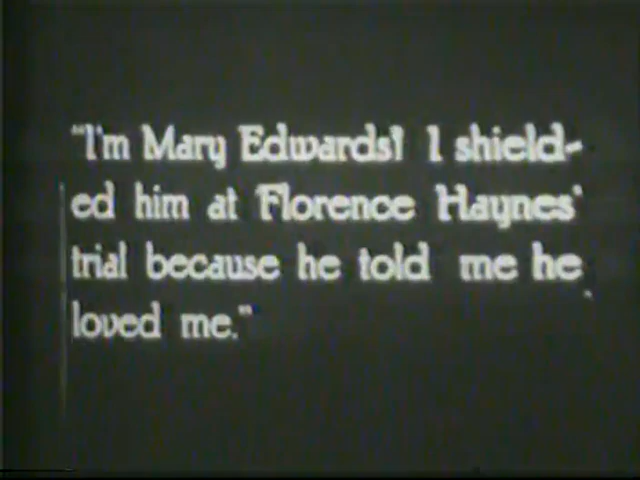 "I'm Mary Edwards! I shield-
ed him at Florence Haynes'
trial because he told me he
loved me."